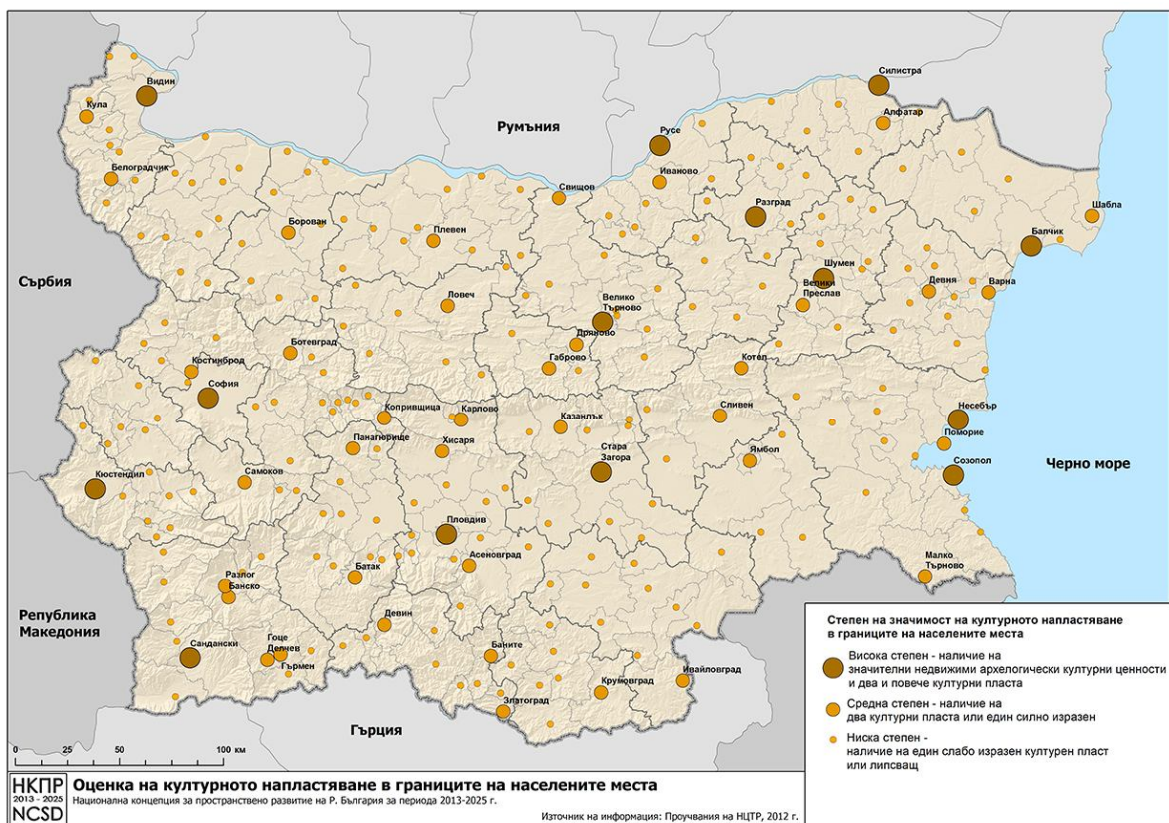 Видин
Кула
Белоградчик
Силистра
Алфатар
Румъния
Русе
Иваново
Свищов
Разград
Шабла
Балчик
Борован
Плевен
Шумен
Велики
Преслав
Девня
Варна
Сърбия
Ловеч
Велико
Търново
Дряново
Габрово
Котел
Ботевград
Костинброд
София
Копривщица
Карлово
Казанлък
Сливен
Несебър
Поморие
Панагюрище
Хисаря
Стара
Загора
Ямбол
Созопол
Черно море
Кюстендил
Самоков
Пловдив
Асеновград
Малко
Търново
Разлог
Банско
Батак
Република
Македония
Девин
Сандански
Гоце
Делчев
Гърмен
Баните
Ивайловград
Крумовград
Златоград
Гърция
0 25 50 100 км
Степен на значимост на културното напластяване
в границите на населените места
Висока степен - наличие на
значителни недвижими архелогически културни ценности
и два и повече културни пласта
Средна степен - наличие на
два културни пласта или един силно изразен
Ниска степен -
наличие на един слабо изразен културен пласт
или липсващ
НКПР
2013 - 2025
NCSD
Оценка на културното напластяване в границите на населените места
Национална концепция за пространствено развитие на Р. България за периода 2013-2025 г.
Източник на информация: Проучвания на НЦТР, 2012 г.